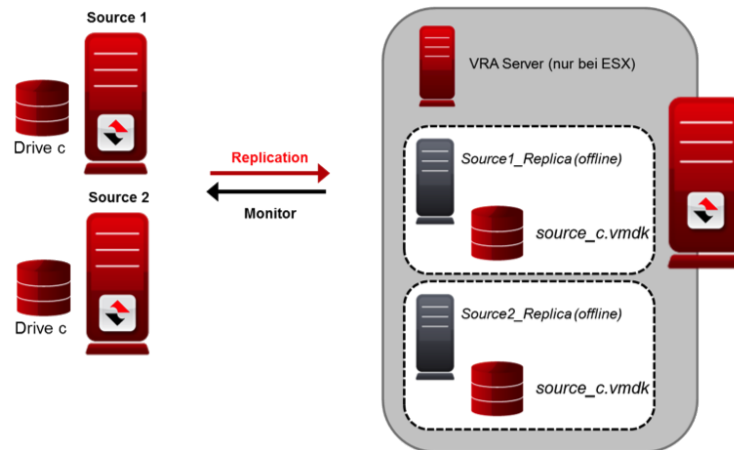 Source 1
Drive c
Source 2
Drive c
Replication
Monitor
VRA Server (nur bei ESX)
Source1_Replica (offline)
source_c.vmdk
Source2_Replica (offline)
source_c.vmdk